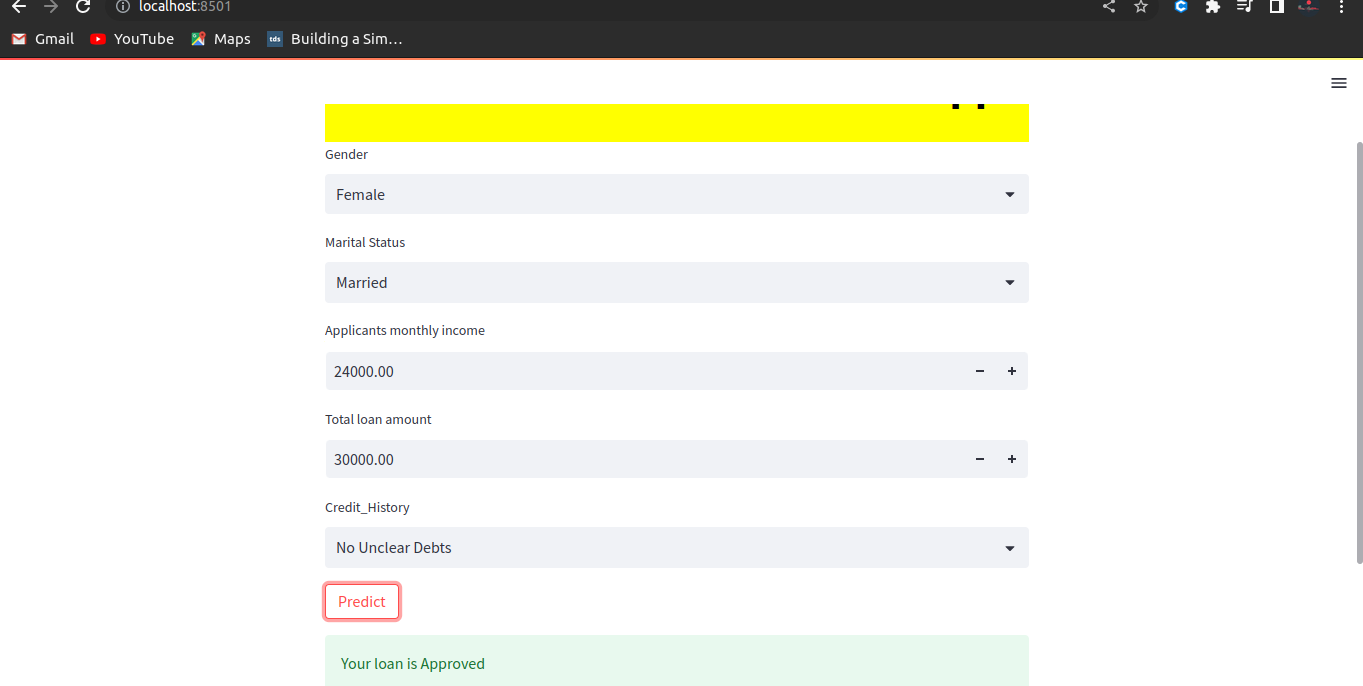 localhost:8501
Gmail YouTube Maps tds Building a Sim...
Gender
Female
Marital Status
Married
Applicants monthly income
24000.00
Total loan amount
30000.00
Credit_History
No Unclear Debts
Predict
Your loan is Approved